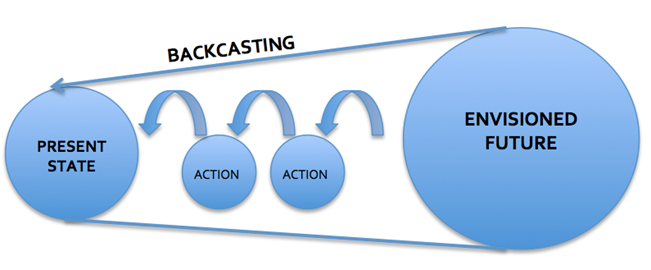 BACKCASTING
PRESENT
STATE
ACTION
ACTION
ENVISIONED
FUTURE